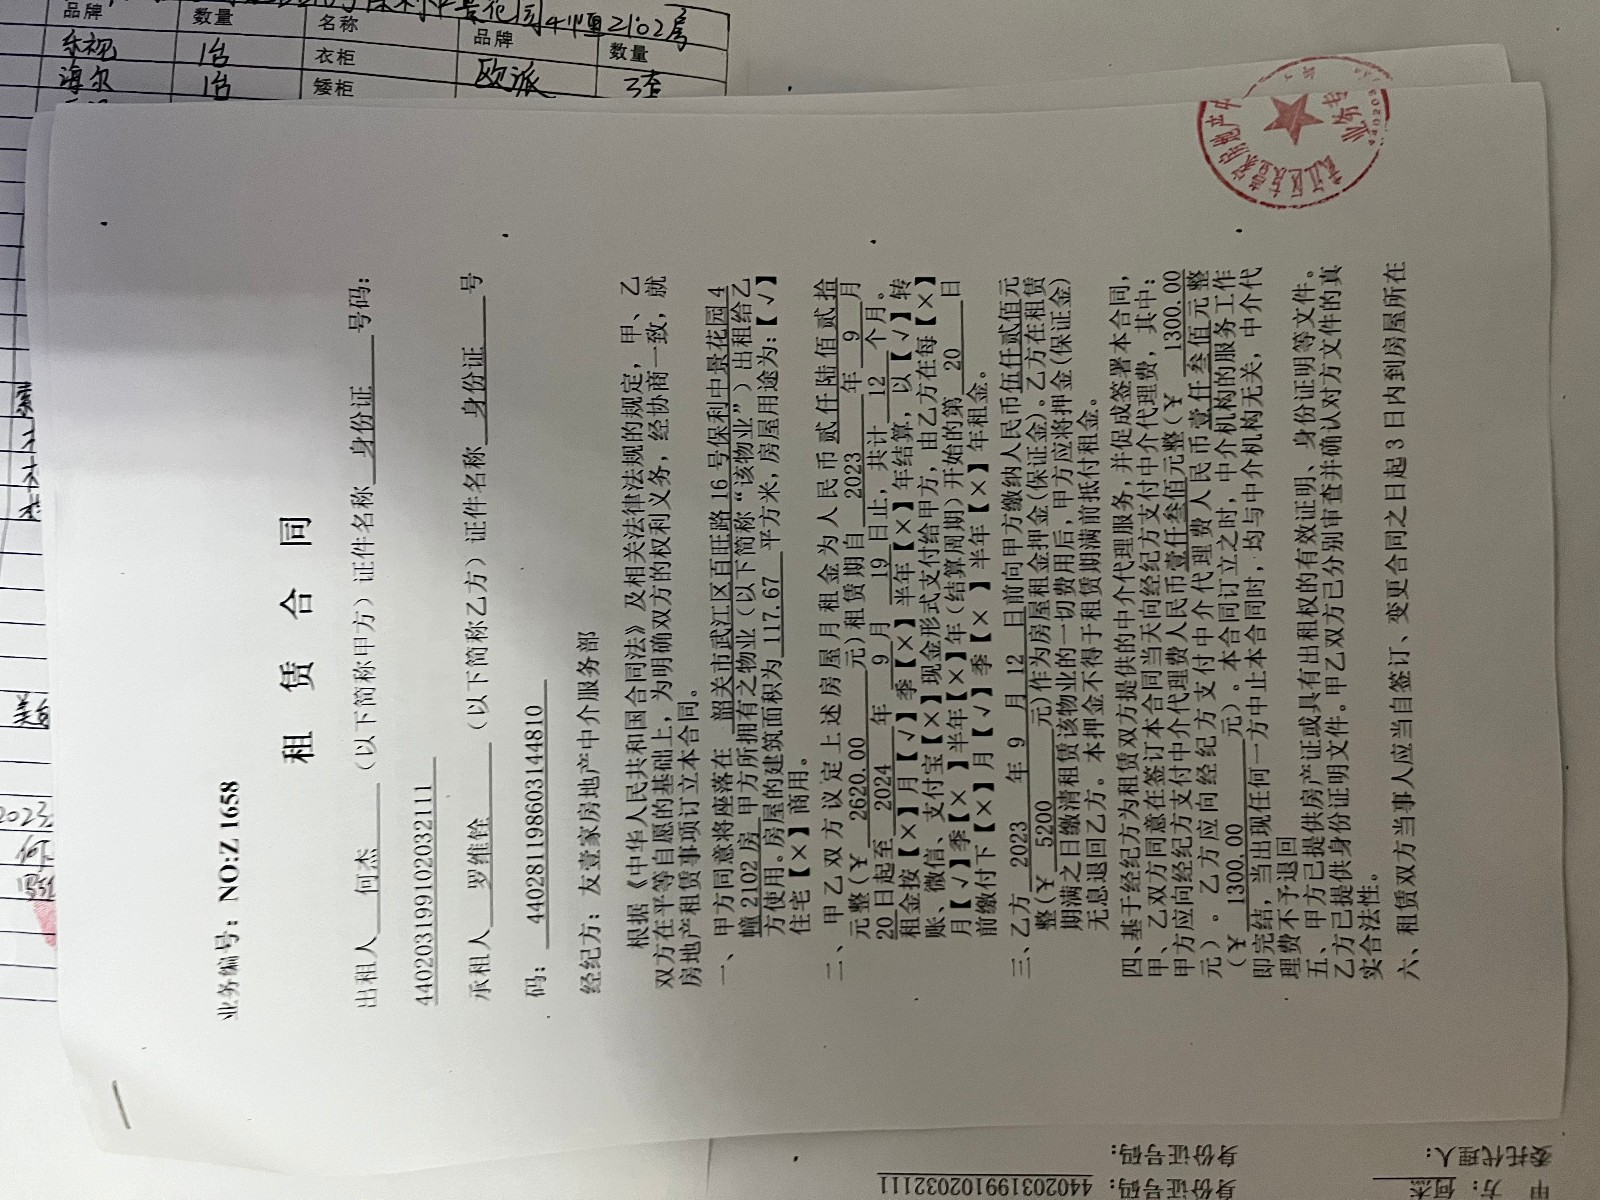 品牌 数量 名称 品牌 数量
乐视 1台 衣柜
海尔 1台 矮柜 欧派 3套
业务编号：NO:Z 1658
租 赁 合 同
出租人 何杰 （以下简称甲方）证件名称 身份证 号码：
440203199102032111
承租人 罗维铨 （以下简称乙方）证件名称 身份证 号
码： 440281198603144810
经纪方：友壹家房地产中介服务部
根据《中华人民共和国合同法》及相关法律法规的规定，甲、乙
双方在平等自愿的基础上，为明确双方的权利义务，经协商一致，就
房地产租赁事项订立本合同。
一、甲方同意将座落在 韶关市武江区百旺路 16 号保利中景花园 4
幢 2102 房 甲方所拥有之物业（以下简称“该物业”）出租给乙
方使用。房屋的建筑面积为 117.67 平方米，房屋用途为：【√】
住宅【×】商用。
二、甲乙双方议定上述房屋月租金为人民币 贰仟陆佰贰拾
元整（￥ 2620.00 元）租赁期自 2023 年 9 月
20 日起至 2024 年 9 月 19 日止，共计 12 个月。
租金按【×】月【√】季【×】半年【×】年结算，以【√】转
账、微信、支付宝【×】现金形式支付给甲方，由乙方在每【×】
月【√】季【×】半年【×】年（结算周期）开始的第 20 日
前缴付下【×】月【√】季【×】半年【×】年租金。
三、乙方 2023 年 9 月 12 日前向甲方缴纳人民币伍仟贰佰元
整（￥ 5200 元）作为房屋租金押金（保证金）。乙方在租赁
期满之日缴清租赁该物业的一切费用后，甲方应将押金（保证金）
无息退回乙方。本押金不得于租赁期满前抵付租金。
四、基于经纪方为租赁双方提供的中介代理服务，并促成签署本合同，
甲、乙双方同意在签订本合同当天向经纪方支付中介代理费，其中：
甲方应向经纪方支付中介代理费人民币壹仟叁佰元整（￥ 1300.00
元）。乙方应向经纪方支付中介代理费人民币 壹仟叁佰元整
（￥ 1300.00 元）。本合同订立之时，中介机构的服务工作
即完结，当出现任何一方中止本合同时，均与中介机构无关，中介代
理费不予退回
五、甲方已提供房产证或具有出租权的有效证明、身份证明等文件。
乙方已提供身份证明文件。甲乙双方已分别审查并确认对方文件的真
实合法性。
六、租赁双方当事人应当自签订、变更合同之日起 3 日内到房屋所在
甲 方：何杰
身份证号码： 440203199102032111
委托代理人：
身份证号码：